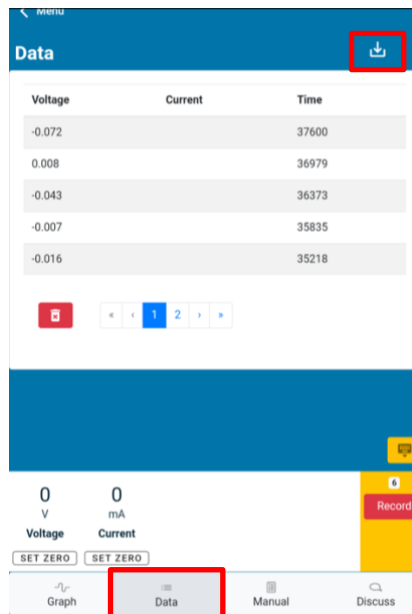 Menu
Data
Voltage Current Time
-0.072 37600
0.008 36979
-0.043 36373
-0.007 35835
-0.016 35218
« ‹ 1 2 › »
6
0 0
V mA
Record
Voltage Current
SET ZERO SET ZERO
Graph Data Manual Discuss